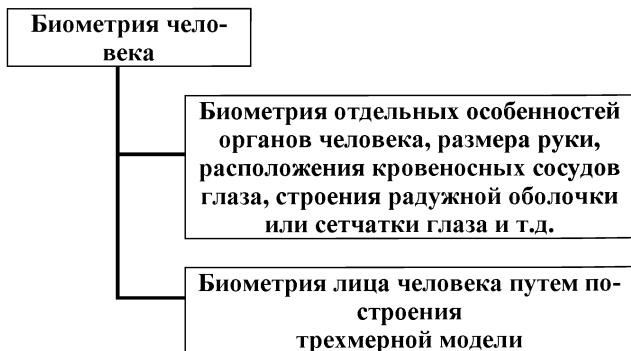 Биометрия чело-
века
Биометрия отдельных особенностей
органов человека, размера руки,
расположения кровеносных сосудов
глаза, строения радужной оболочки
или сетчатки глаза и т.д.
Биометрия лица человека путем по-
строения
трехмерной модели